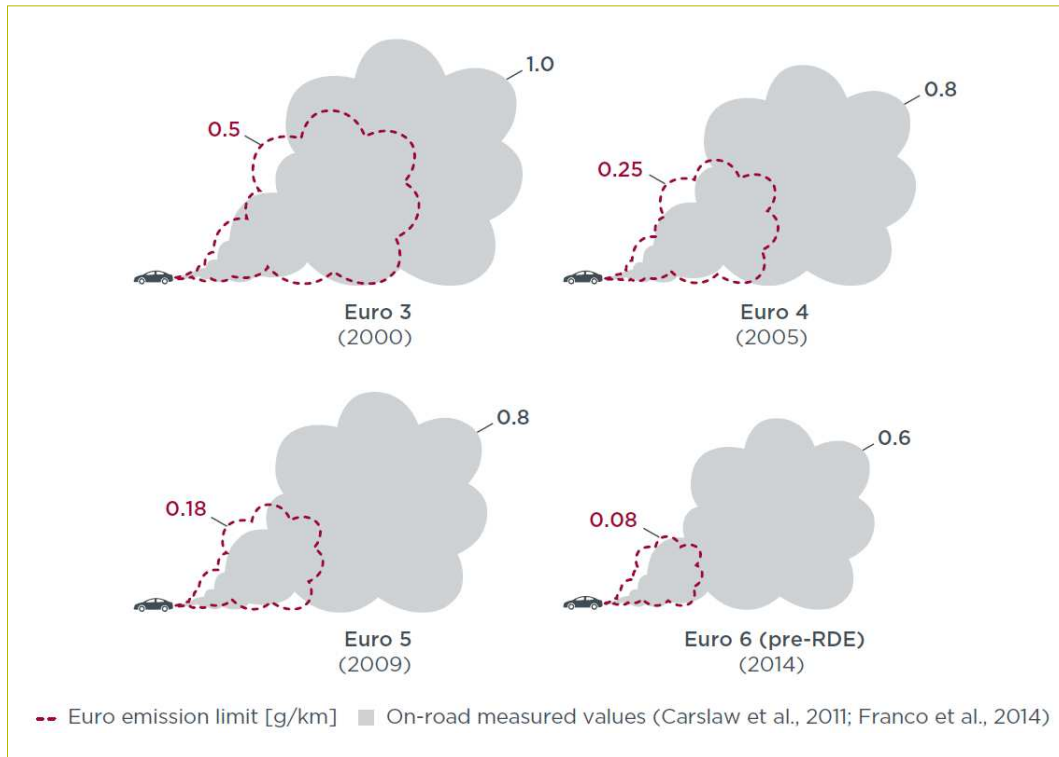 1.0
0.5
Euro 3
(2000)
0.8
0.25
Euro 4
(2005)
0.8
0.18
Euro 5
(2009)
0.6
0.08
Euro 6 (pre-RDE)
(2014)
Euro emission limit [g/km]
On-road measured values (Carslaw et al., 2011; Franco et al., 2014)